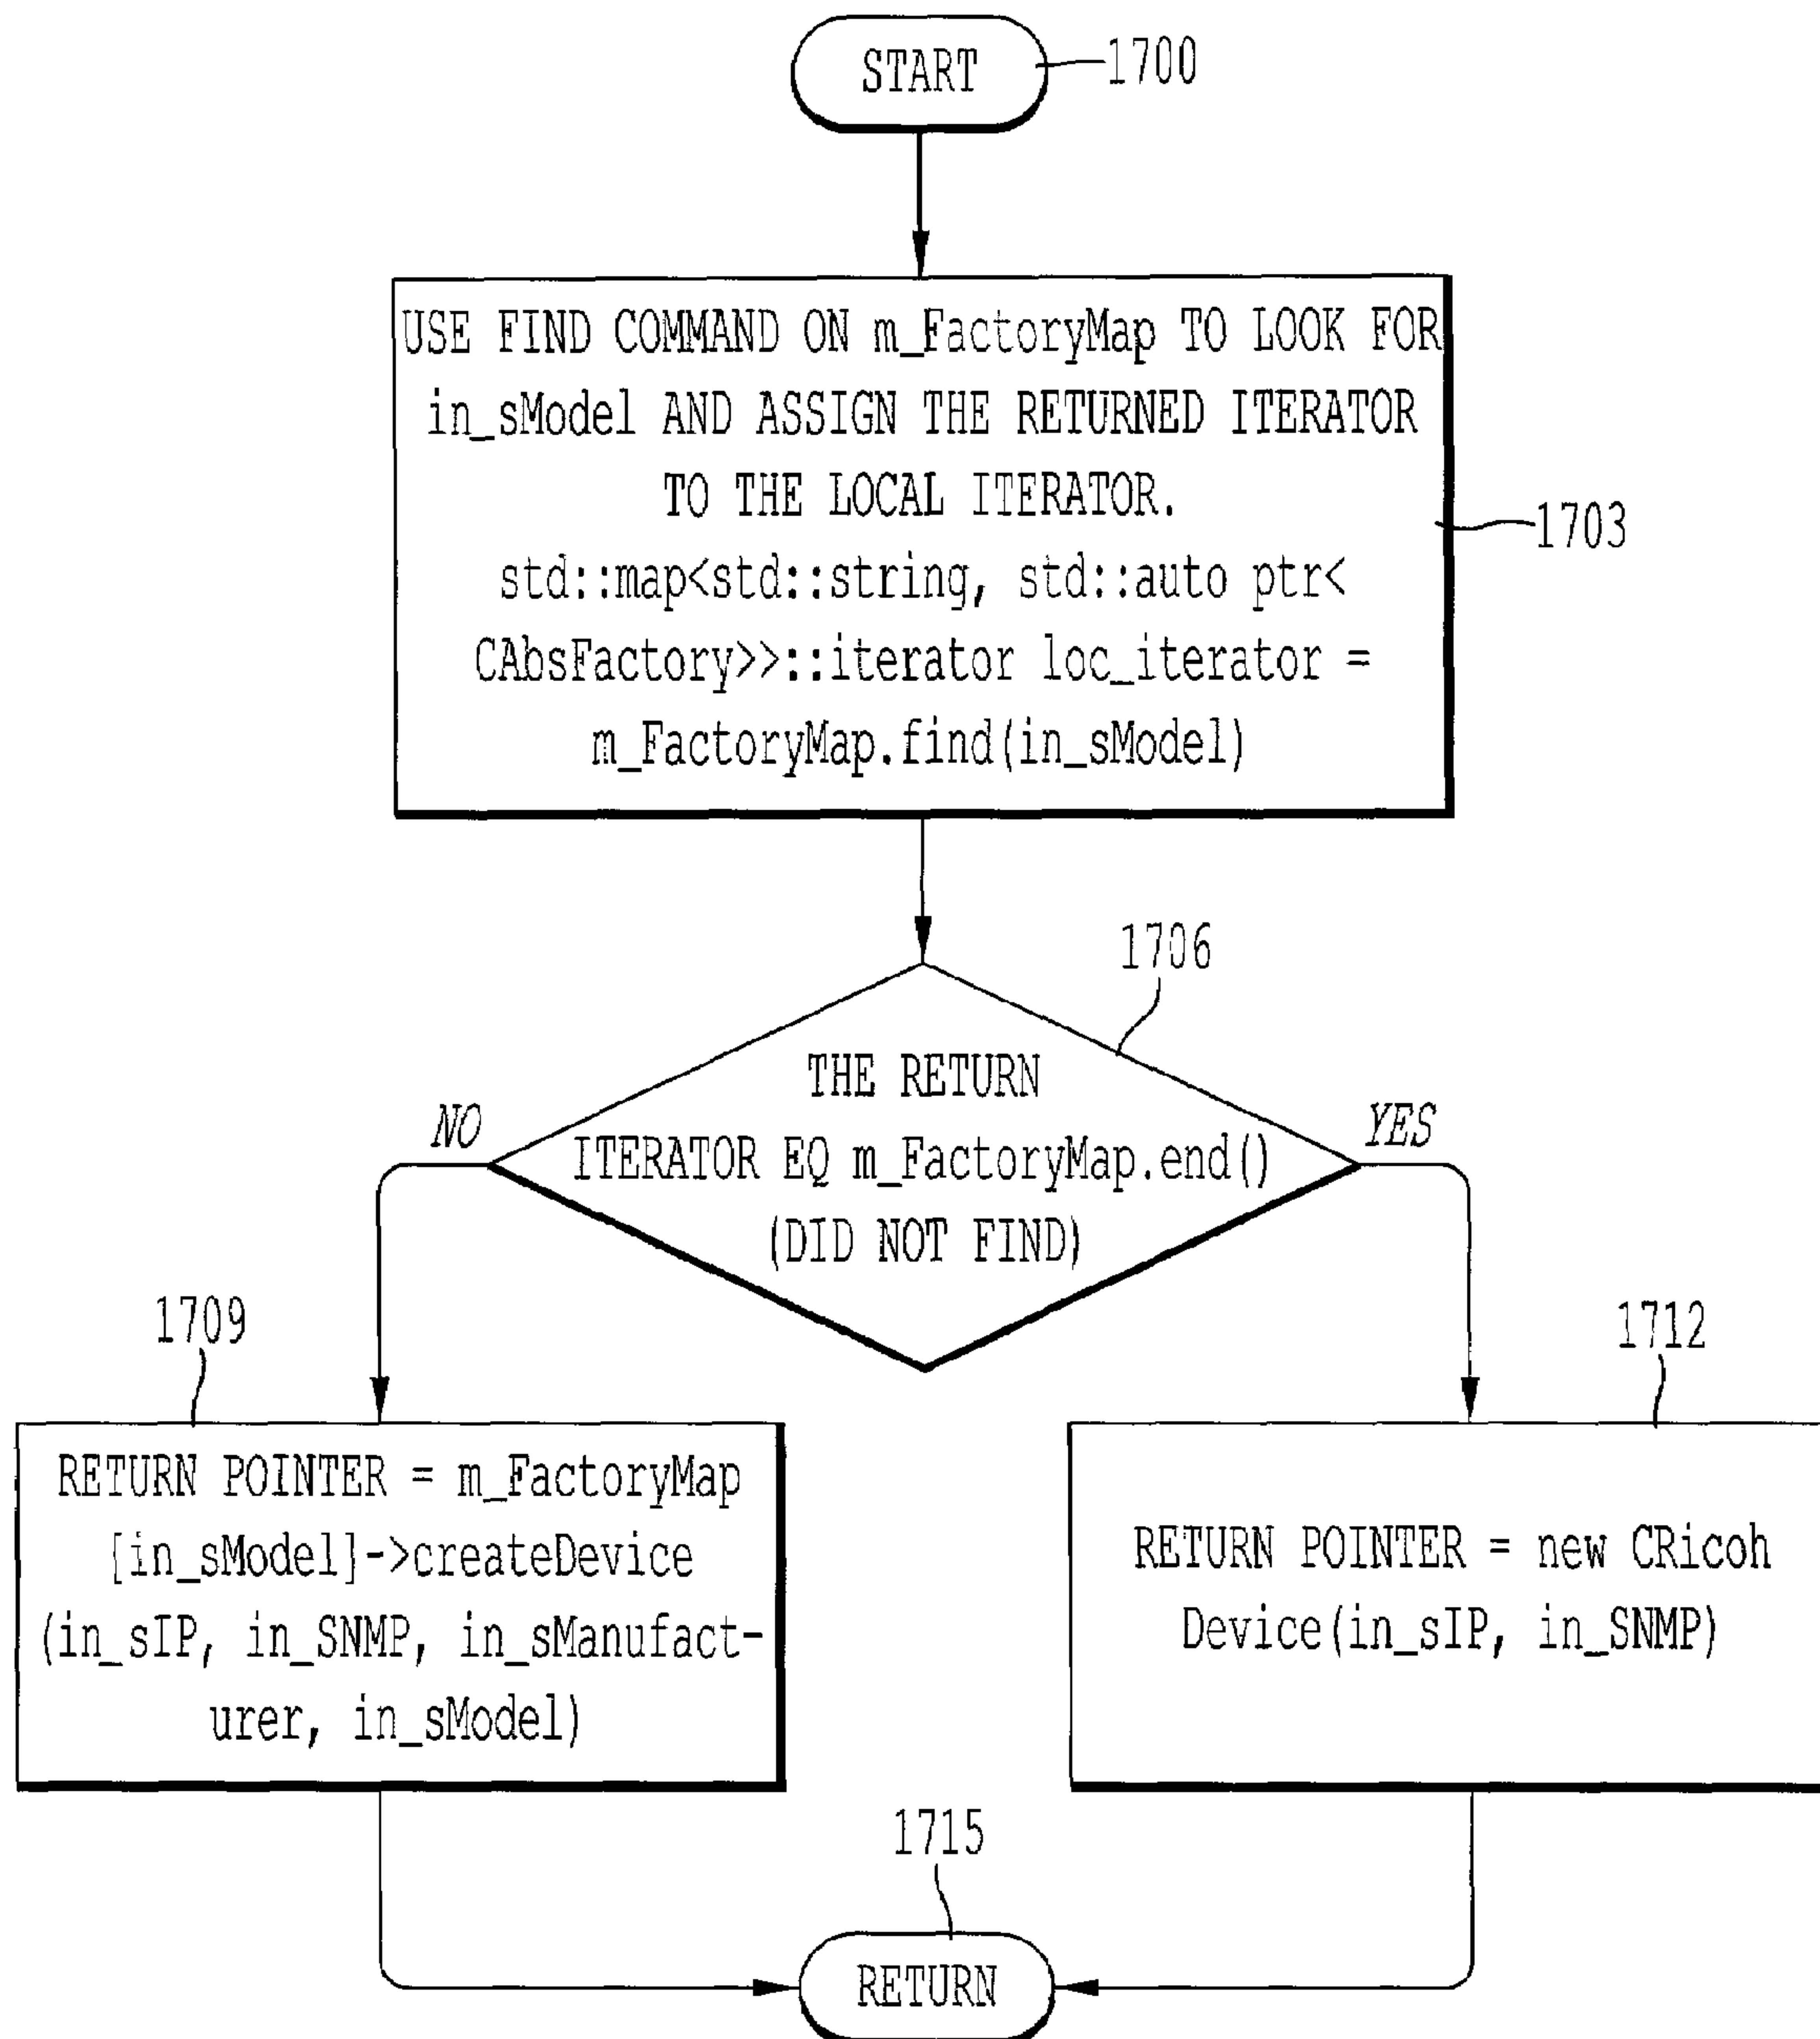 START
1700
USE FIND COMMAND ON m_FactoryMap TO LOOK FOR
in_sModel AND ASSIGN THE RETURNED ITERATOR
TO THE LOCAL ITERATOR.
std::map<std::string, std::auto ptr<
CAbsFactory>>::iterator loc_iterator =
m_FactoryMap.find(in_sModel)
1703
1706
THE RETURN
ITERATOR EQ m_FactoryMap.end()
(DID NOT FIND)
NO
YES
1709
RETURN POINTER = m_FactoryMap
[in_sModel]->createDevice
(in_sIP, in_SNMP, in_sManufact-
urer, in_sModel)
1712
RETURN POINTER = new CRicoh
Device(in_sIP, in_SNMP)
1715
RETURN